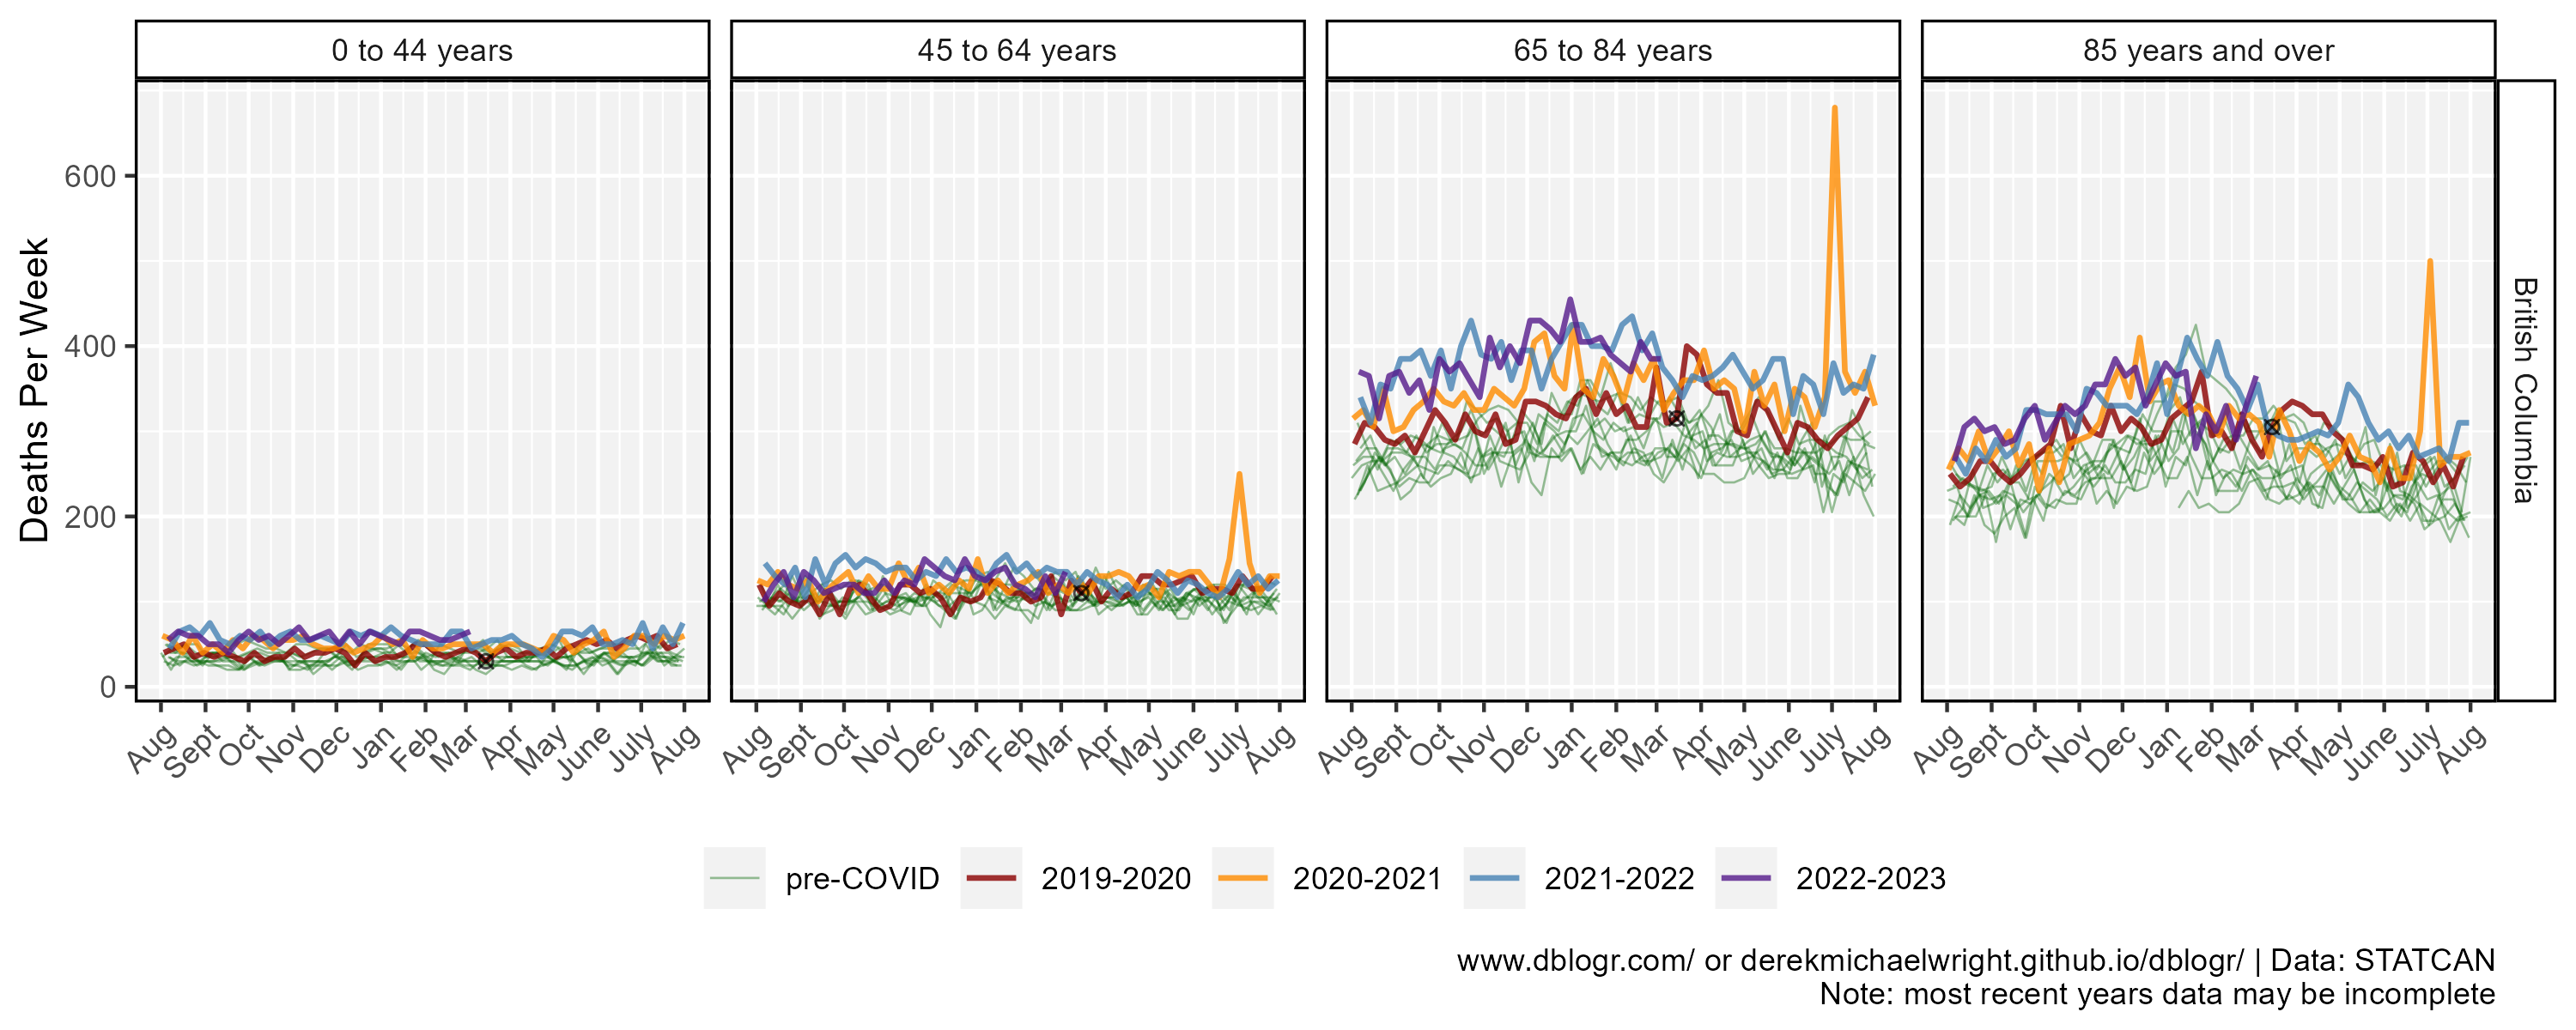 0 to 44 years
45 to 64 years
65 to 84 years
85 years and over
British Columbia
Deaths Per Week
600
400
200
0
Aug Sept Oct Nov Dec Jan Feb Mar Apr May June July Aug
Aug Sept Oct Nov Dec Jan Feb Mar Apr May June July Aug
Aug Sept Oct Nov Dec Jan Feb Mar Apr May June July Aug
Aug Sept Oct Nov Dec Jan Feb Mar Apr May June July Aug
pre-COVID 2019-2020 2020-2021 2021-2022 2022-2023
www.dblogr.com/ or derekmichaelwright.github.io/dblogr/ | Data: STATCAN
Note: most recent years data may be incomplete